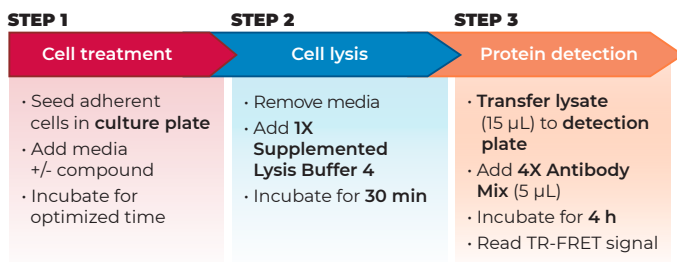 STEP 1
Cell treatment
· Seed adherent
cells in culture plate
· Add media
+/- compound
· Incubate for
optimized time
STEP 2
Cell lysis
· Remove media
· Add 1X
Supplemented
Lysis Buffer 4
· Incubate for 30 min
STEP 3
Protein detection
· Transfer lysate
(15 µL) to detection
plate
· Add 4X Antibody
Mix (5 µL)
· Incubate for 4 h
· Read TR-FRET signal